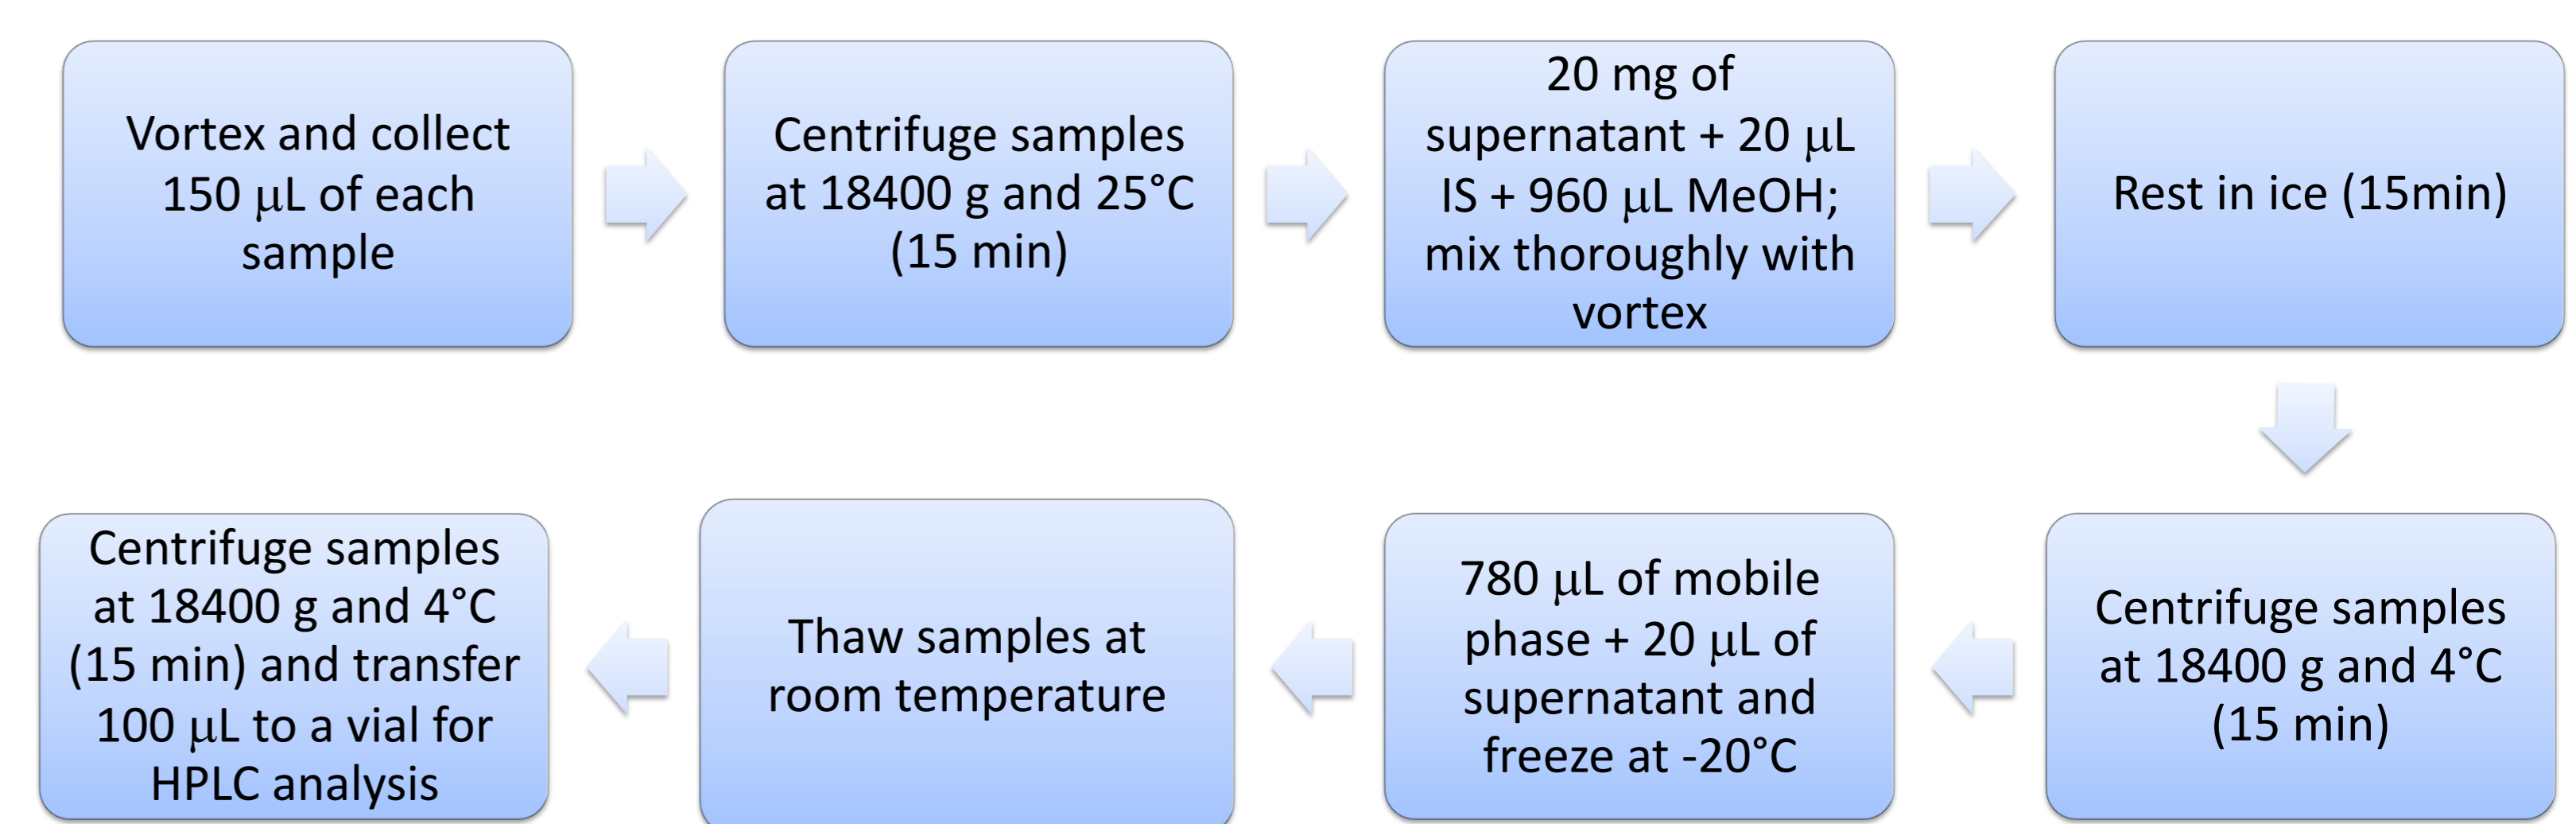 Vortex and collect
150 μL of each
sample
Centrifuge samples
at 18400 g and 25°C
(15 min)
20 mg of
supernatant + 20 μL
IS + 960 μL MeOH;
mix thoroughly with
vortex
Rest in ice (15min)
Centrifuge samples
at 18400 g and 4°C
(15 min)
780 μL of mobile
phase + 20 μL of
supernatant and
freeze at -20°C
Thaw samples at
room temperature
Centrifuge samples
at 18400 g and 4°C
(15 min) and transfer
100 μL to a vial for
HPLC analysis